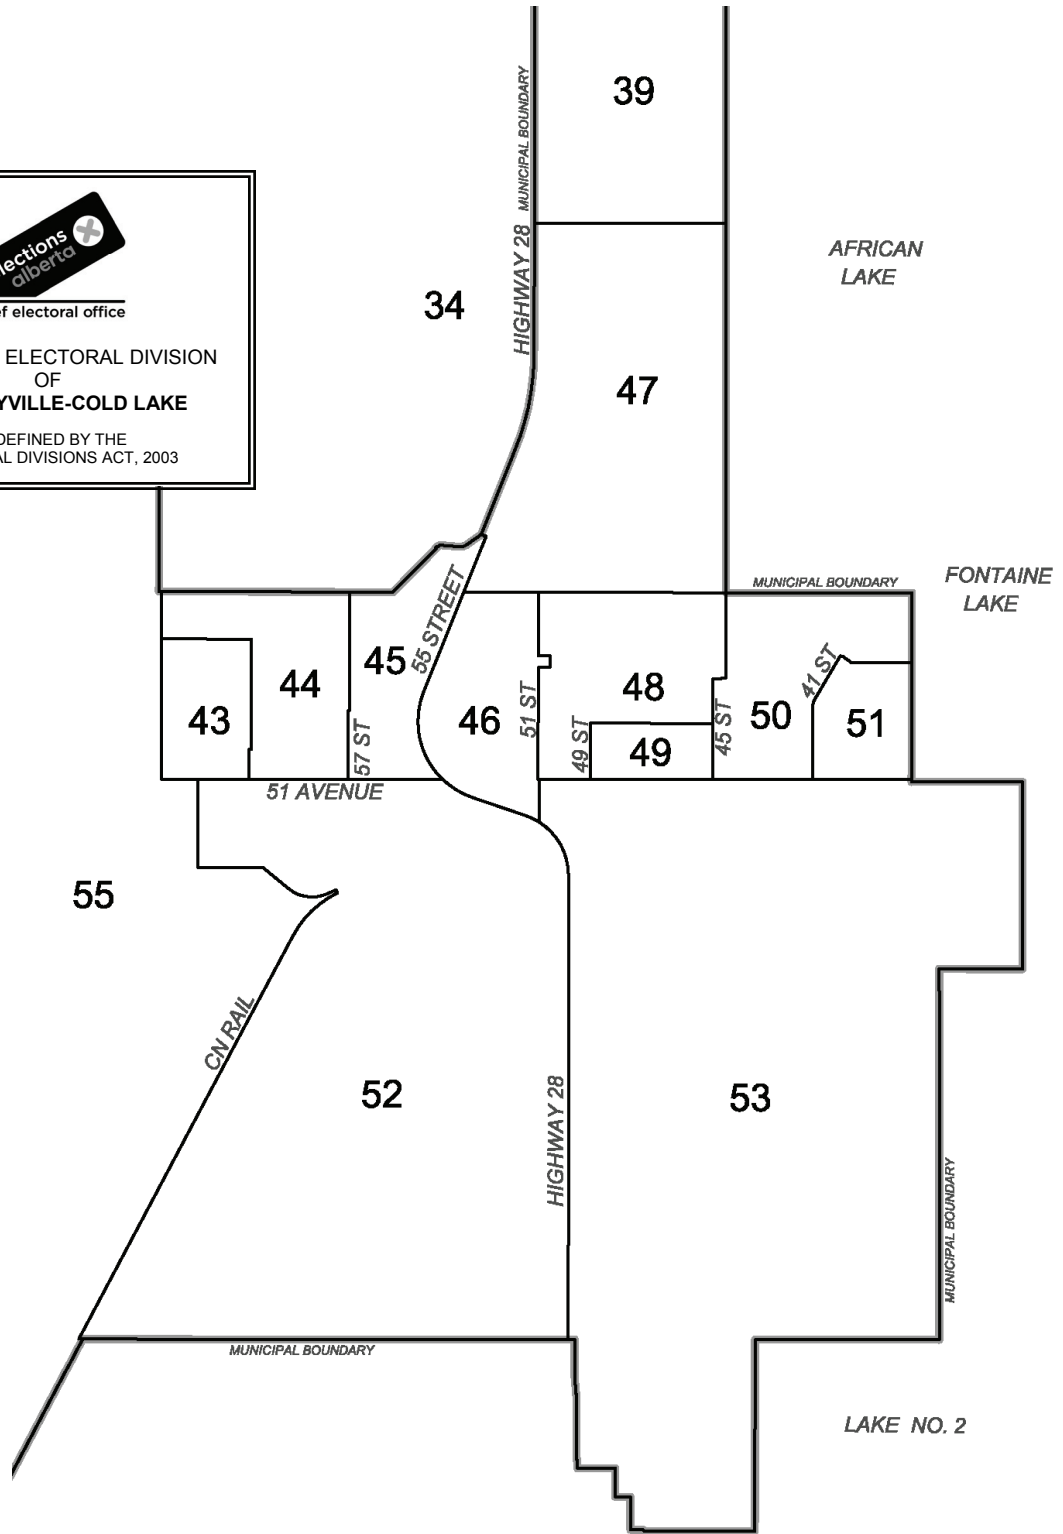 39
MUNICIPAL BOUNDARY
HIGHWAY 28
AFRICAN
LAKE
lections
alberta
ef electoral office
ELECTORAL DIVISION
OF
YVILLE-COLD LAKE
DEFINED BY THE
AL DIVISIONS ACT, 2003
34
47
MUNICIPAL BOUNDARY
FONTAINE
LAKE
55 STREET
45
44
43
57 ST
46
51 ST
48
49 ST
49
45 ST
50
41 ST
51
51 AVENUE
55
CN RAIL
52
HIGHWAY 28
53
MUNICIPAL BOUNDARY
MUNICIPAL BOUNDARY
LAKE NO. 2